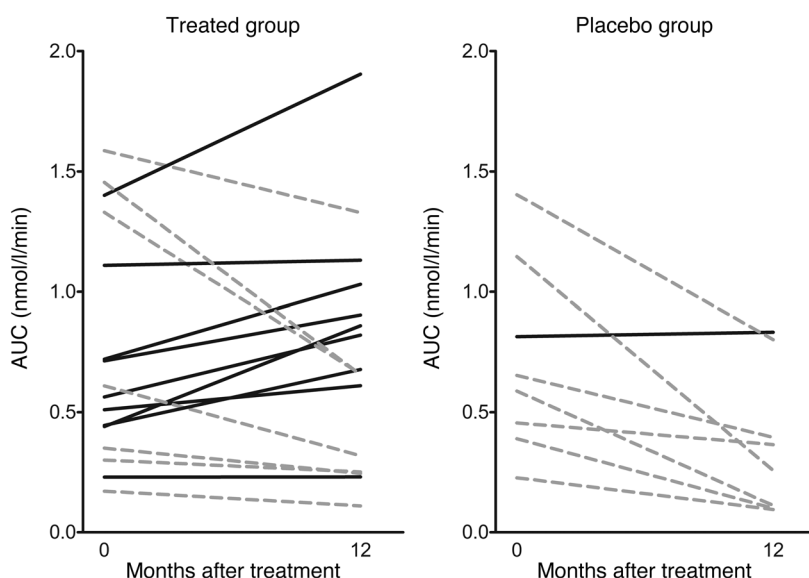 Treated group
2.0
1.5
1.0
0.5
0.0
AUC (nmol/l/min)
0
12
Months after treatment
Placebo group
2.0
1.5
1.0
0.5
0.0
AUC (nmol/l/min)
0
12
Months after treatment